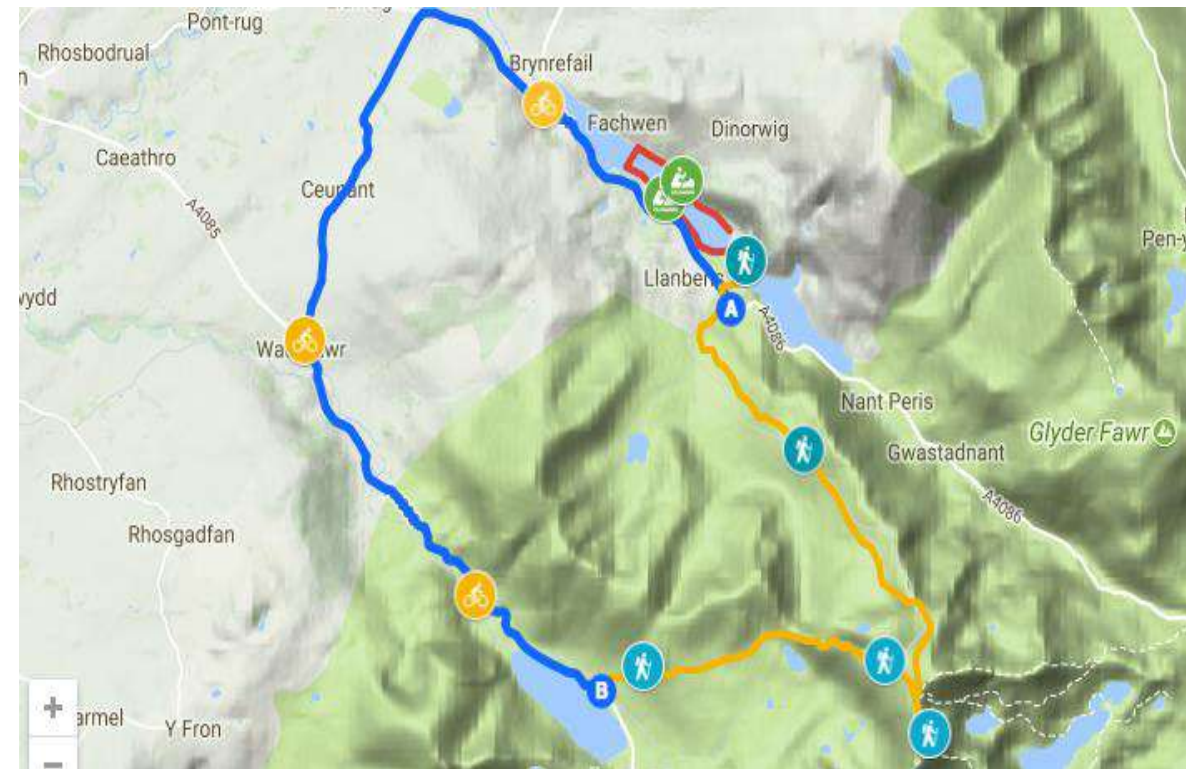 Pont-rug
Rhosbodrual
Brynrefail
Fachwen
Dinorwig
Caeathro
Ceunant
A4085
Pen-y
Llanberis
A
A4086
Nant Peris
Glyder Fawr
Gwastadnant
A4086
Rhostryfan
Rhosgadfan
B
+
armel
Y Fron
−